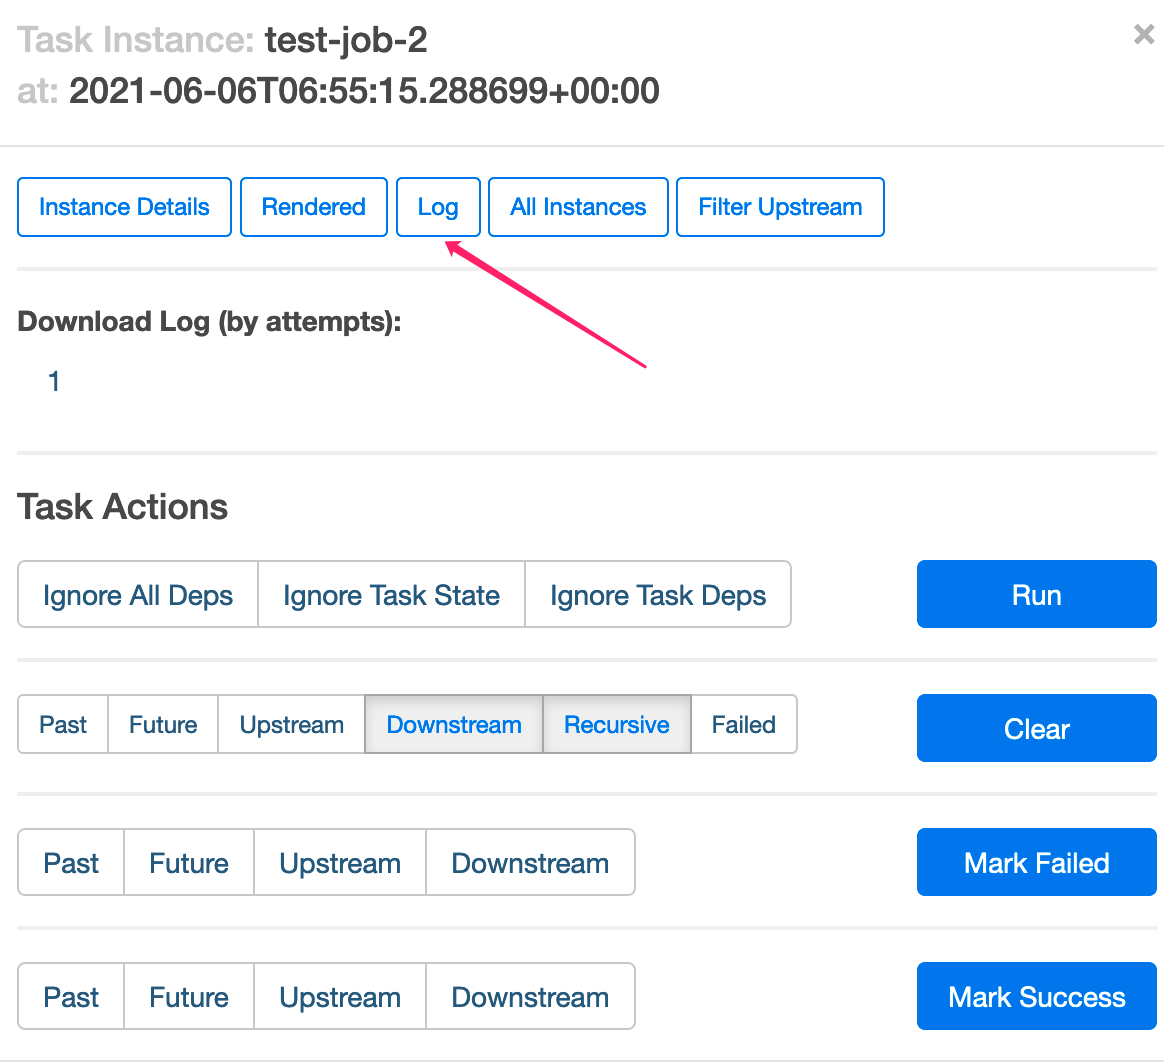 Task Instance: test-job-2
at: 2021-06-06T06:55:15.288699+00:00
×
Instance Details Rendered Log All Instances Filter Upstream
Download Log (by attempts):
1
Task Actions
Ignore All Deps Ignore Task State Ignore Task Deps Run
Past Future Upstream Downstream Recursive Failed Clear
Past Future Upstream Downstream Mark Failed
Past Future Upstream Downstream Mark Success